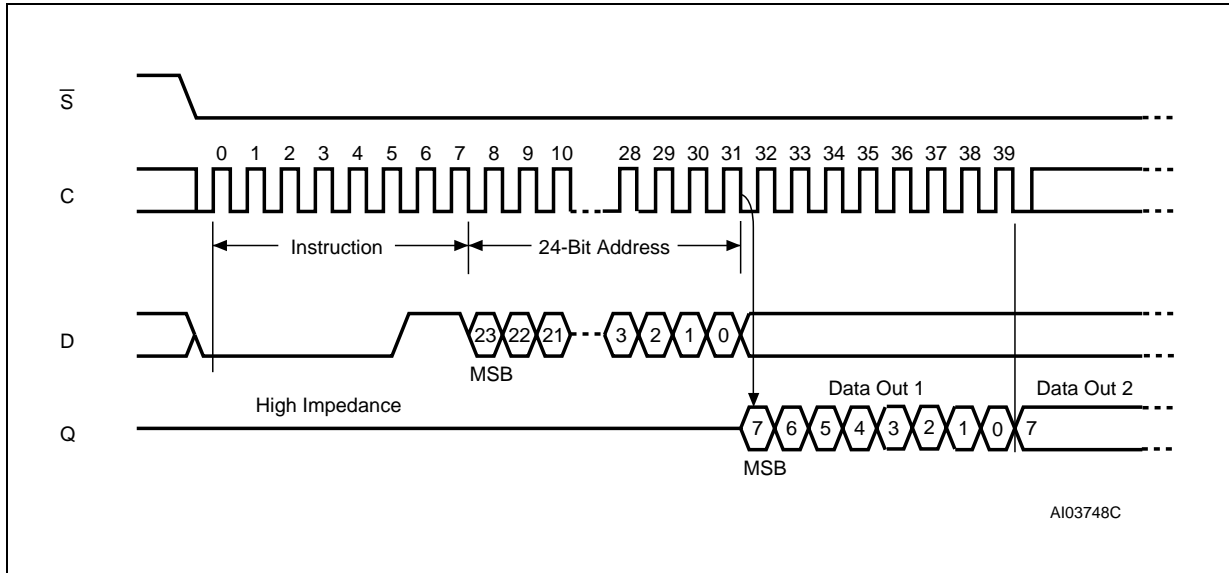 S̅
0 1 2 3 4 5 6 7 8 9 10 28 29 30 31 32 33 34 35 36 37 38 39
C
Instruction 24-Bit Address
D
23 22 21 3 2 1 0
MSB
High Impedance Data Out 1 Data Out 2
Q
7 6 5 4 3 2 1 0 7
MSB
AI03748C